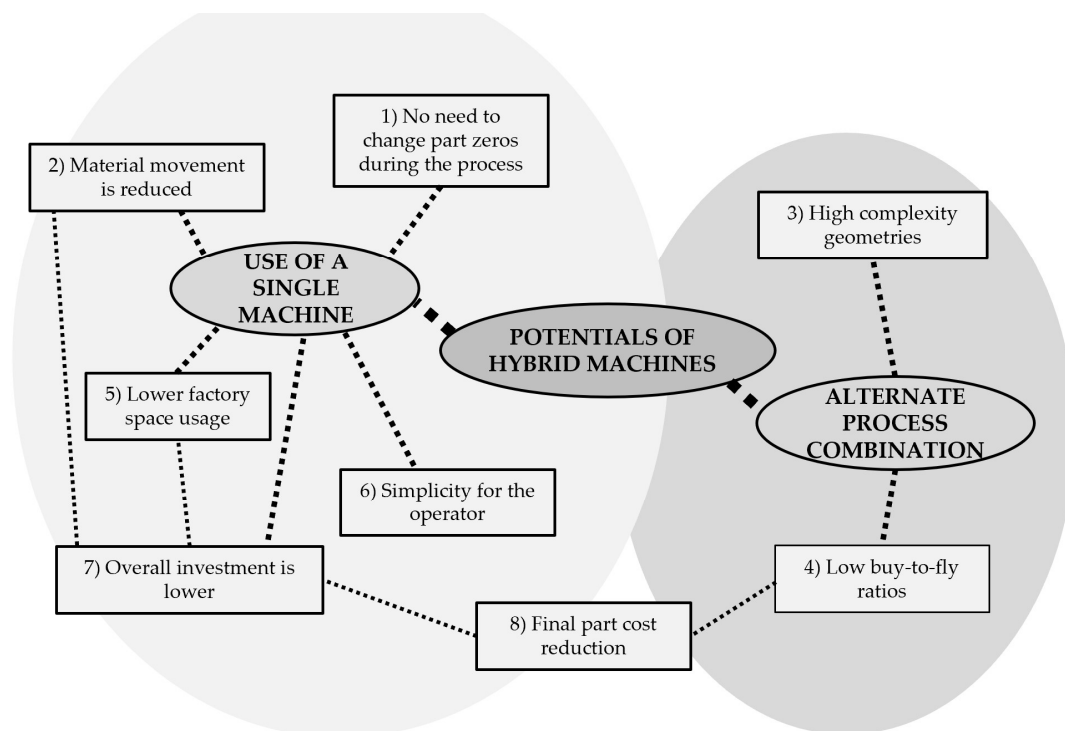 1) No need to
change part zeros
during the process
2) Material movement
is reduced
3) High complexity
geometries
USE OF A
SINGLE
MACHINE
POTENTIALS OF
HYBRID MACHINES
5) Lower factory
space usage
ALTERNATE
PROCESS
COMBINATION
6) Simplicity for the
operator
7) Overall investment is
lower
4) Low buy-to-fly
ratios
8) Final part cost
reduction